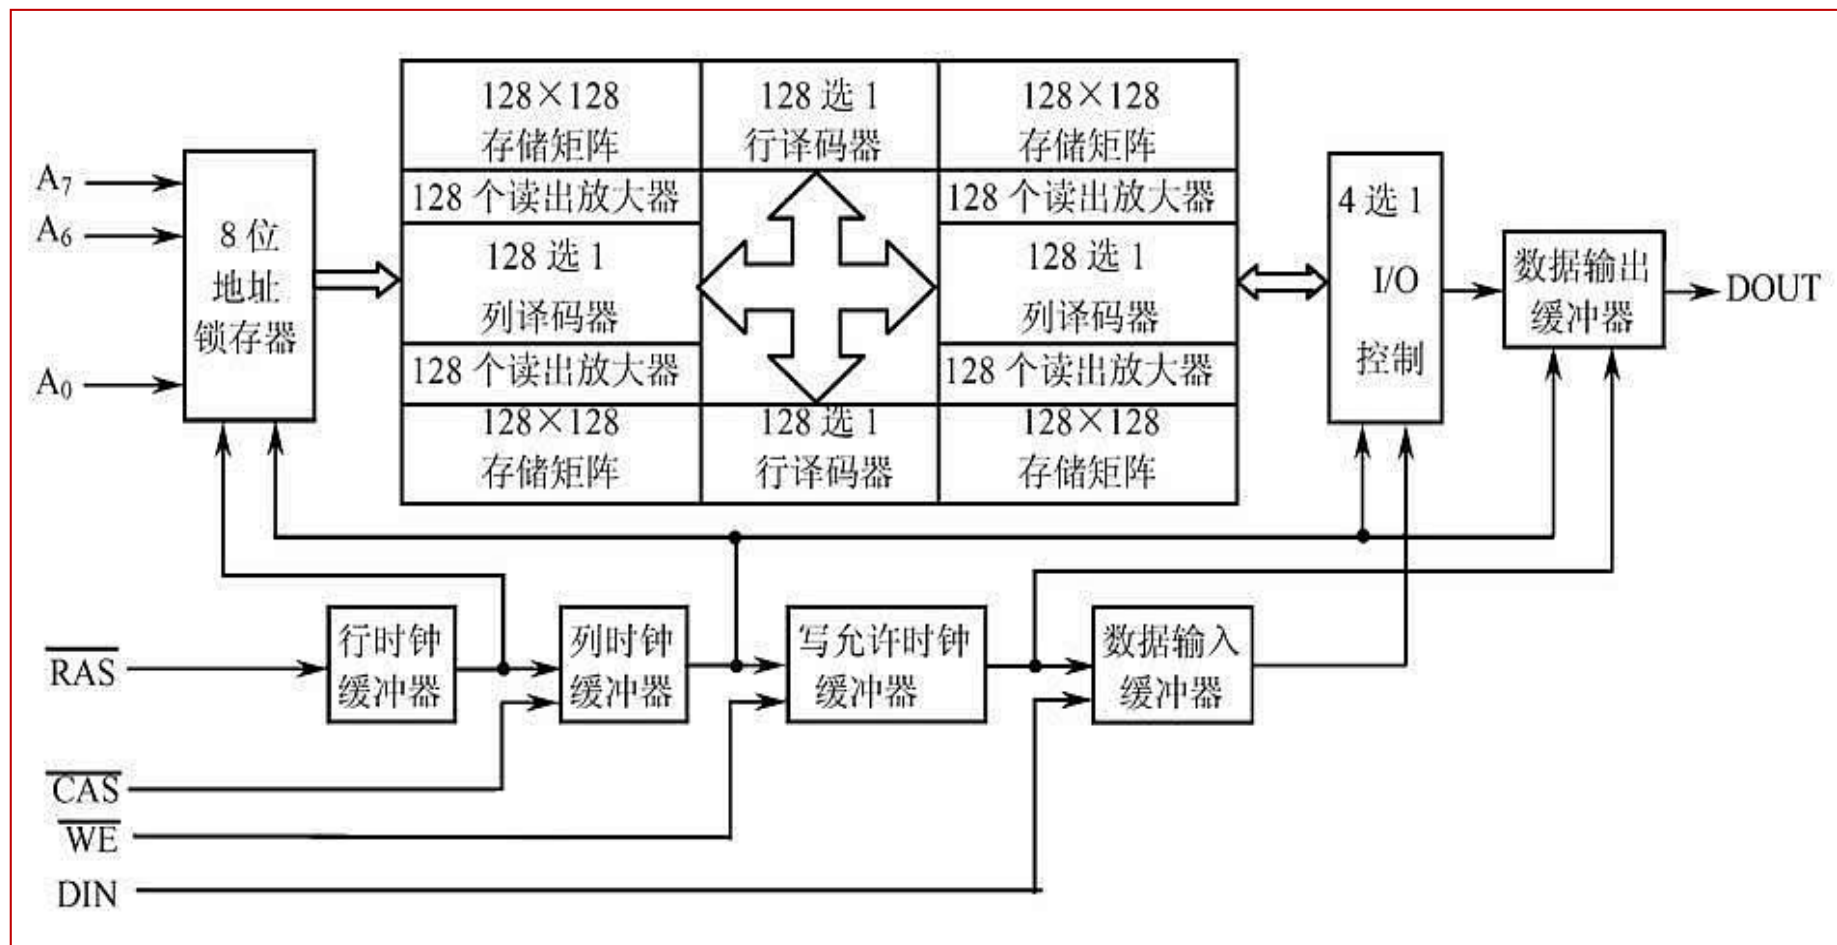 128×128
存储矩阵
128 选 1
行译码器
128×128
存储矩阵
128 个读出放大器
128 个读出放大器
128 选 1
列译码器
128 选 1
列译码器
128 个读出放大器
128 个读出放大器
128×128
存储矩阵
128 选 1
行译码器
128×128
存储矩阵
A₇
A₆
A₀
8 位
地址
锁存器
4 选 1
I/O
控制
数据输出
缓冲器
DOUT
R̅A̅S̅
行时钟
缓冲器
列时钟
缓冲器
写允许时钟
缓冲器
数据输入
缓冲器
C̅A̅S̅
W̅E̅
DIN